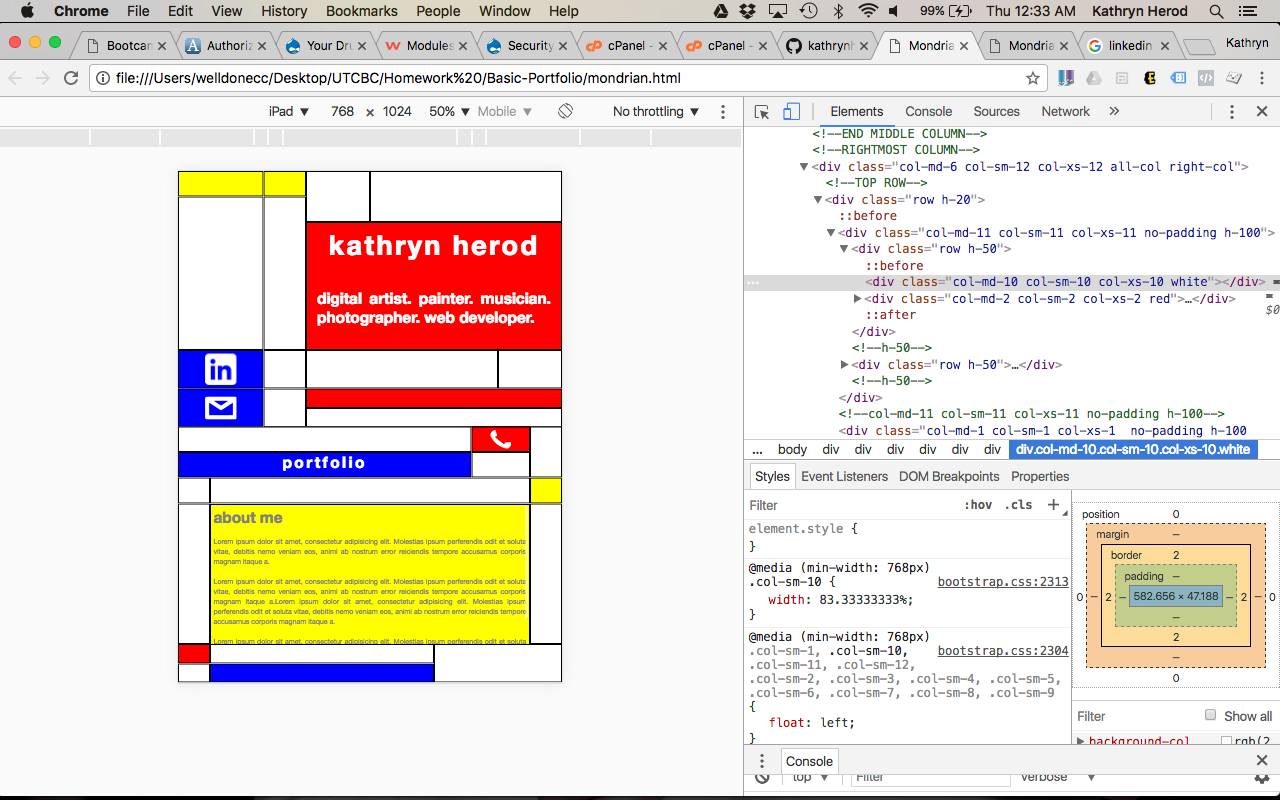 Chrome File Edit View History Bookmarks People Window Help 99% Thu 12:33 AM Kathryn Herod
Bootcam Authoriz Your Dru Modules Security cPanel - cPanel - kathrynh Mondria Mondria linkedin Kathryn
file:///Users/welldonecc/Desktop/UTCBC/Homework%20/Basic-Portfolio/mondrian.html
iPad ▼ 768 × 1024 50% ▼ Mobile ▼ No throttling ▼
Elements Console Sources Network »
kathryn herod
digital artist. painter. musician.
photographer. web developer.
in
portfolio
about me
Lorem ipsum dolor sit amet, consectetur adipisicing elit. Molestias ipsum perferendis odit et soluta
vitae, debitis nemo veniam eos, animi ab nostrum error reiciendis tempore accusamus corporis
magnam itaque a.
Lorem ipsum dolor sit amet, consectetur adipisicing elit. Molestias ipsum perferendis odit et soluta
vitae, debitis nemo veniam eos, animi ab nostrum error reiciendis tempore accusamus corporis
magnam itaque a.Lorem ipsum dolor sit amet, consectetur adipisicing elit. Molestias ipsum
perferendis odit et soluta vitae, debitis nemo veniam eos, animi ab nostrum error reiciendis tempore
accusamus corporis magnam itaque a.
Lorem ipsum dolor sit amet, consectetur adipisicing elit. Molestias ipsum perferendis odit et soluta
<!--END MIDDLE COLUMN-->
<!--RIGHTMOST COLUMN-->
▼<div class="col-md-6 col-sm-12 col-xs-12 all-col right-col">
<!--TOP ROW-->
▼<div class="row h-20">
::before
▼<div class="col-md-11 col-sm-11 col-xs-11 no-padding h-100">
▼<div class="row h-50">
::before
… <div class="col-md-10 col-sm-10 col-xs-10 white"></div> =
▶<div class="col-md-2 col-sm-2 col-xs-2 red">…</div> =
::after $0
</div>
<!--h-50-->
▶<div class="row h-50">…</div>
<!--h-50-->
</div>
<!--col-md-11 col-sm-11 col-xs-11 no-padding h-100-->
<div class="col-md-1 col-sm-1 col-xs-1 no-padding h-100
... body div div div div div div div.col-md-10.col-sm-10.col-xs-10.white
Styles Event Listeners DOM Breakpoints Properties
Filter :hov .cls +
element.style {
}
@media (min-width: 768px)
.col-sm-10 { bootstrap.css:2313
width: 83.33333333%;
}
@media (min-width: 768px)
.col-sm-1, .col-sm-10, bootstrap.css:2304
.col-sm-11, .col-sm-12,
.col-sm-2, .col-sm-3, .col-sm-4, .col-sm-5,
.col-sm-6, .col-sm-7, .col-sm-8, .col-sm-9
{
float: left;
}
position 0
margin –
border 2
padding –
0 – 2 – 582.656 × 47.188 – 2 – 0
–
2
–
0
Filter Show all
▶ background-col rgb(2
Console
top ▼ Filter Verbose ▼